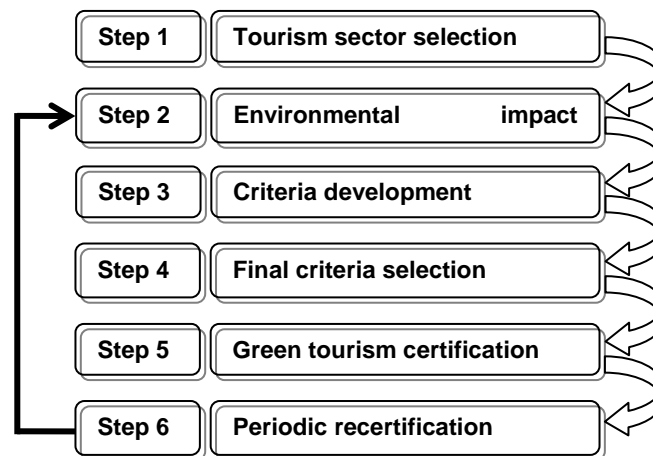 Step 1 Tourism sector selection
Step 2 Environmental impact
Step 3 Criteria development
Step 4 Final criteria selection
Step 5 Green tourism certification
Step 6 Periodic recertification